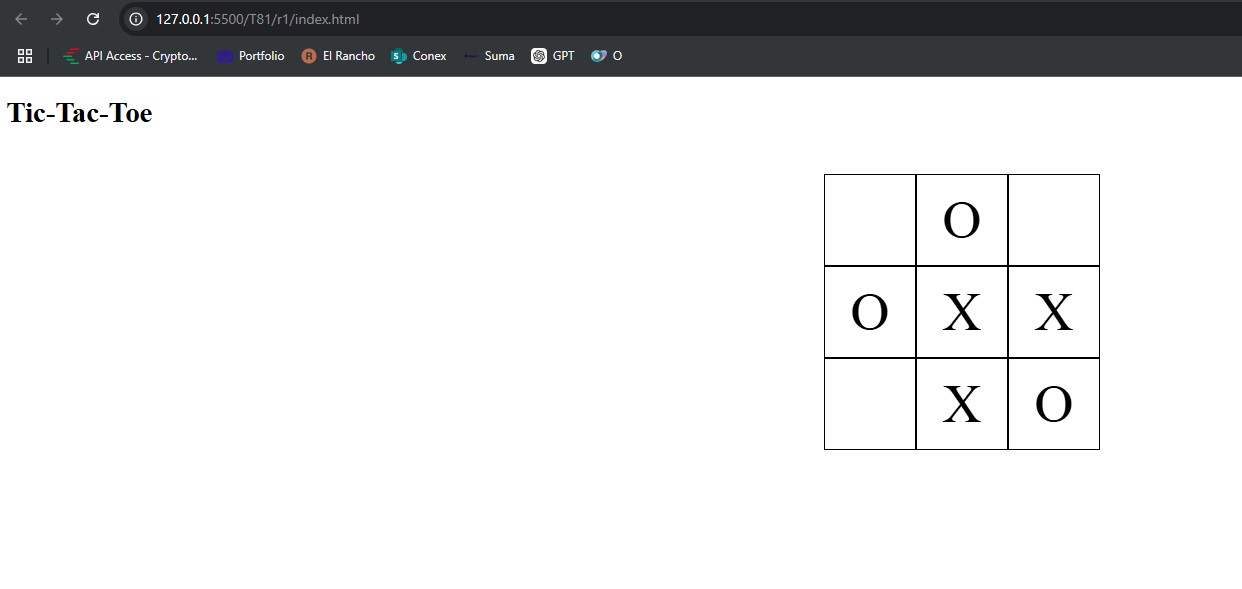 127.0.0.1:5500/T81/r1/index.html
API Access - Crypto... Portfolio R El Rancho S Conex Suma GPT O
Tic-Tac-Toe
O
O X X
X O